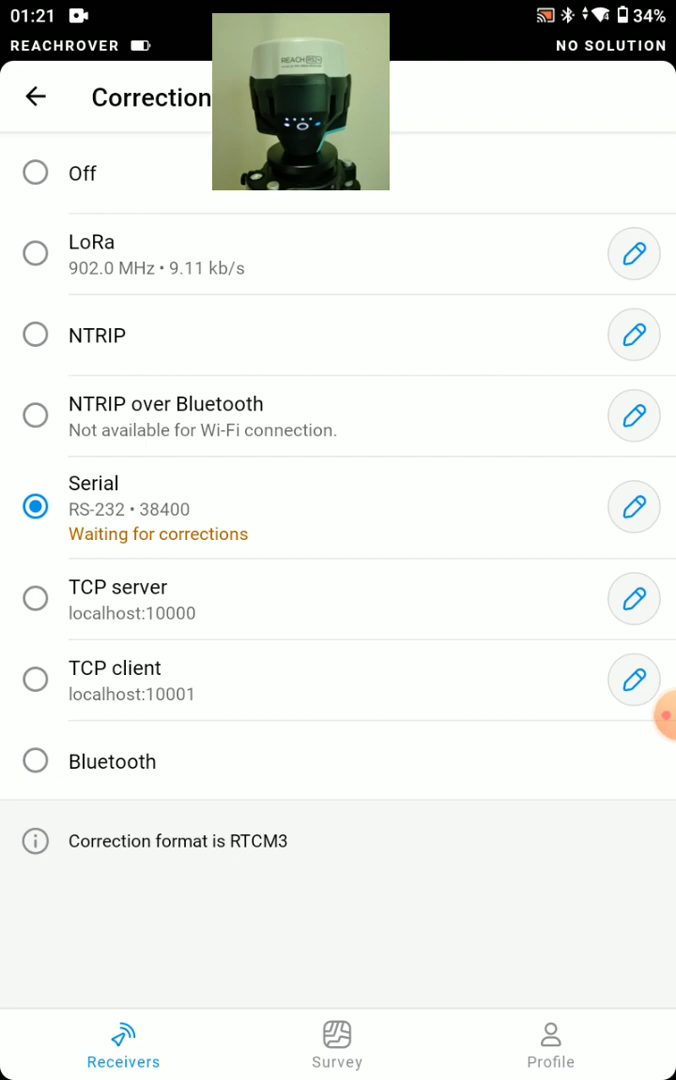 01:21
34%
REACHROVER
NO SOLUTION
Correction
REACH RS2+
Off
LoRa
902.0 MHz • 9.11 kb/s
NTRIP
NTRIP over Bluetooth
Not available for Wi-Fi connection.
Serial
RS-232 • 38400
Waiting for corrections
TCP server
localhost:10000
TCP client
localhost:10001
Bluetooth
Correction format is RTCM3
Receivers
Survey
Profile